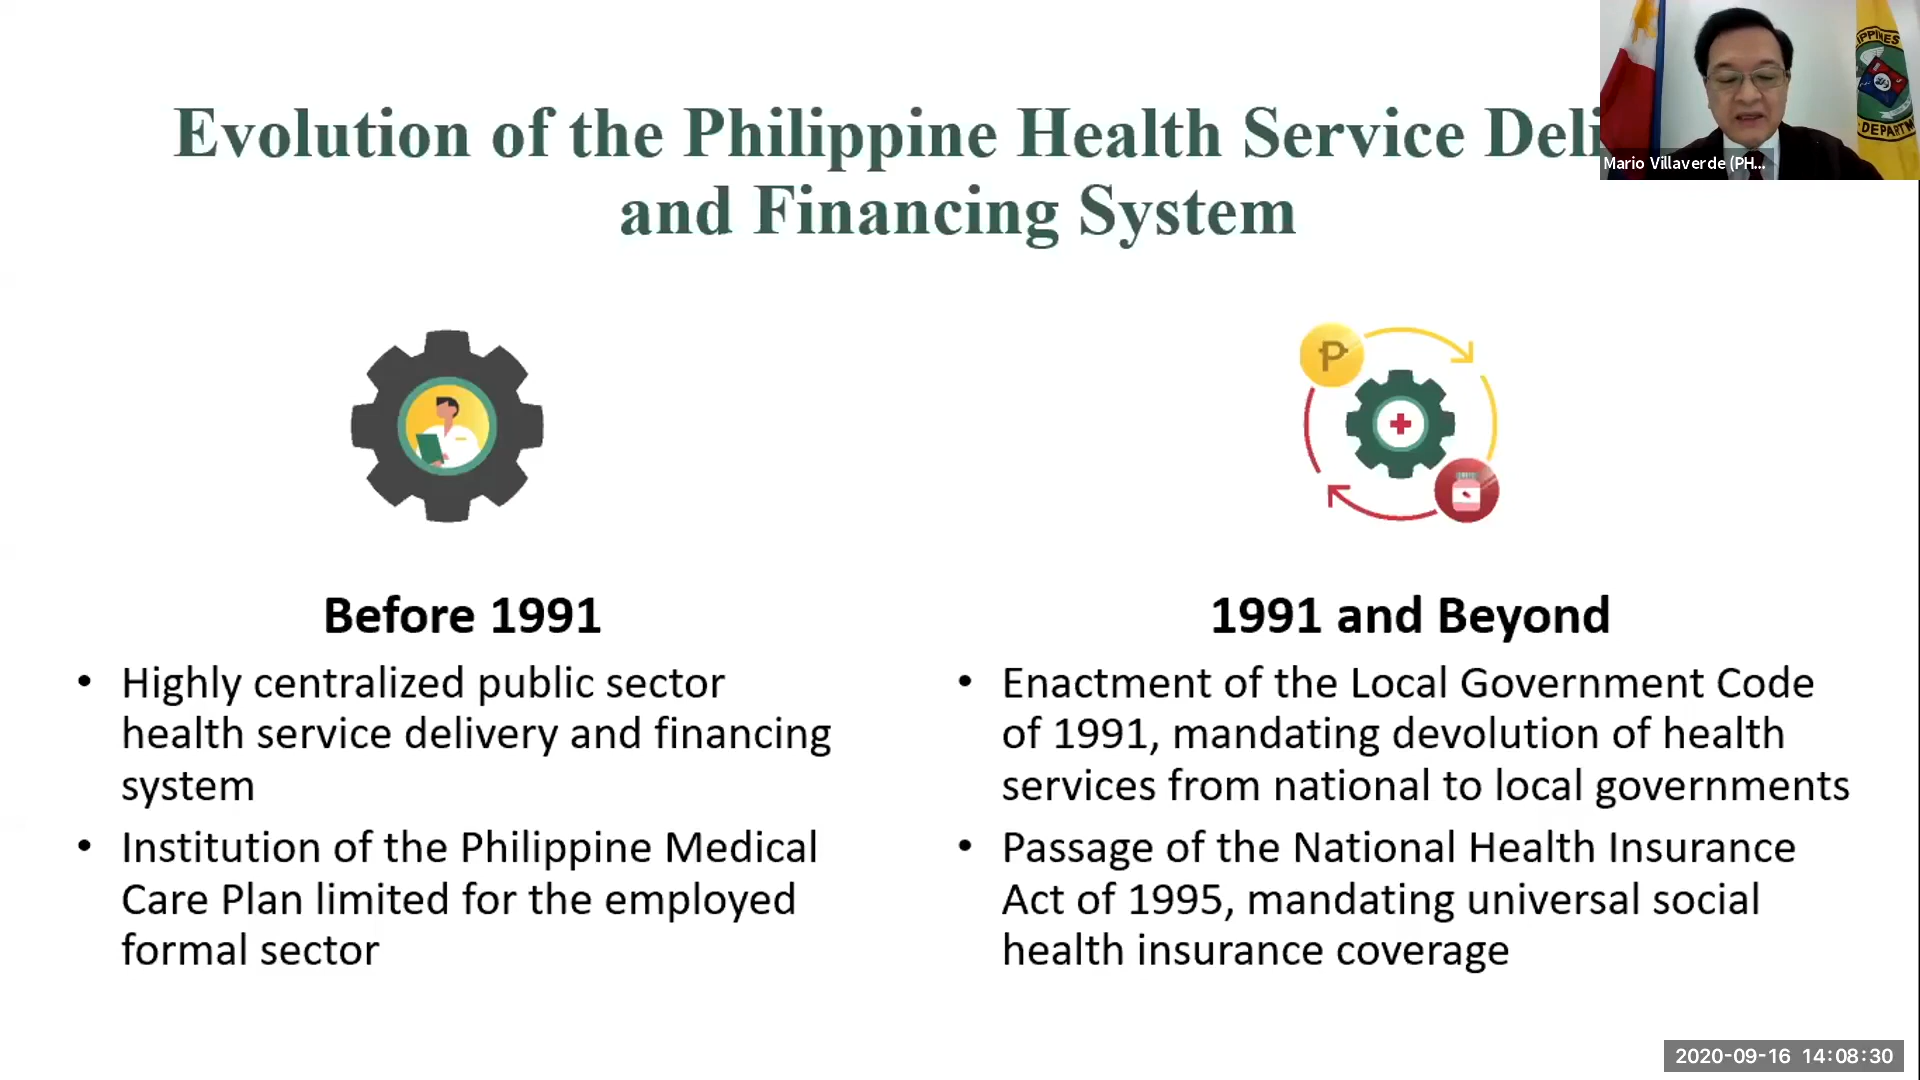 Evolution of the Philippine Health Service Deli
and Financing System
Mario Villaverde (PH...
IPPINES
DEPARTM
₱
Before 1991
• Highly centralized public sector
health service delivery and financing
system
• Institution of the Philippine Medical
Care Plan limited for the employed
formal sector
1991 and Beyond
• Enactment of the Local Government Code
of 1991, mandating devolution of health
services from national to local governments
• Passage of the National Health Insurance
Act of 1995, mandating universal social
health insurance coverage
2020-09-16 14:08:30